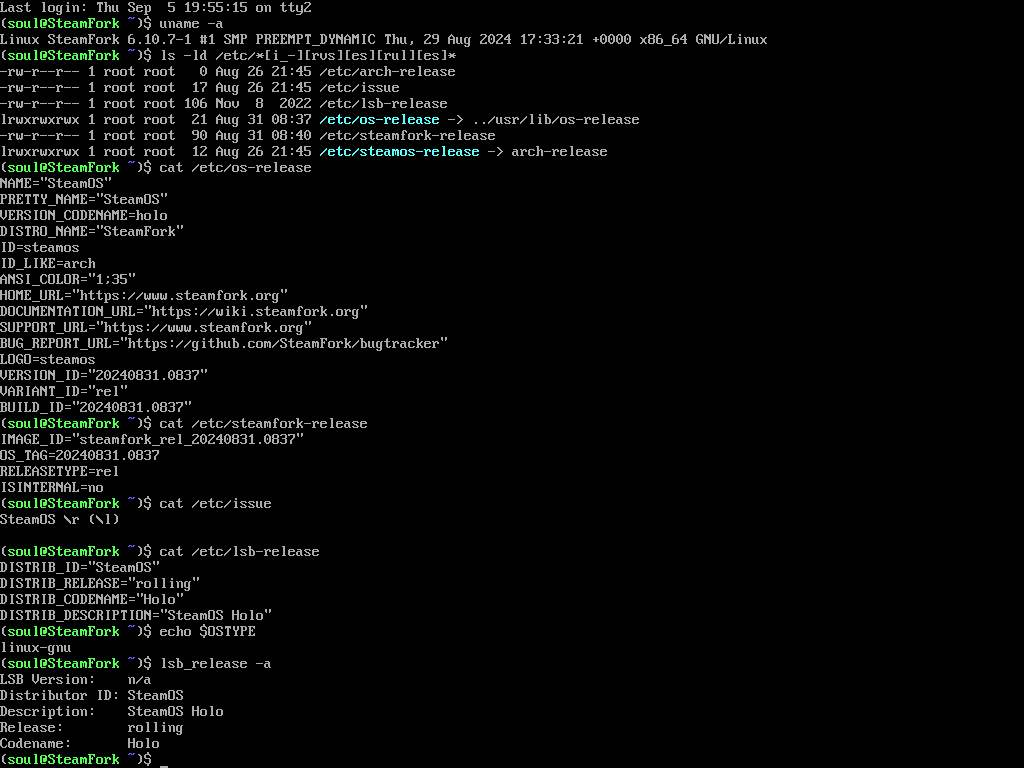 Last login: Thu Sep  5 19:55:15 on tty2
(soul@SteamFork ~)$ uname -a
Linux SteamFork 6.10.7-1 #1 SMP PREEMPT_DYNAMIC Thu, 29 Aug 2024 17:33:21 +0000 x86_64 GNU/Linux
(soul@SteamFork ~)$ ls -ld /etc/*[i_-][rvs][es][rul][es]*
-rw-r--r-- 1 root root   0 Aug 26 21:45 /etc/arch-release
-rw-r--r-- 1 root root  17 Aug 26 21:45 /etc/issue
-rw-r--r-- 1 root root 106 Nov  8  2022 /etc/lsb-release
lrwxrwxrwx 1 root root  21 Aug 31 08:37 /etc/os-release -> ../usr/lib/os-release
-rw-r--r-- 1 root root  90 Aug 31 08:40 /etc/steamfork-release
lrwxrwxrwx 1 root root  12 Aug 26 21:45 /etc/steamos-release -> arch-release
(soul@SteamFork ~)$ cat /etc/os-release
NAME="SteamOS"
PRETTY_NAME="SteamOS"
VERSION_CODENAME=holo
DISTRO_NAME="SteamFork"
ID=steamos
ID_LIKE=arch
ANSI_COLOR="1;35"
HOME_URL="https://www.steamfork.org"
DOCUMENTATION_URL="https://wiki.steamfork.org"
SUPPORT_URL="https://www.steamfork.org"
BUG_REPORT_URL="https://github.com/SteamFork/bugtracker"
LOGO=steamos
VERSION_ID="20240831.0837"
VARIANT_ID="rel"
BUILD_ID="20240831.0837"
(soul@SteamFork ~)$ cat /etc/steamfork-release
IMAGE_ID="steamfork_rel_20240831.0837"
OS_TAG=20240831.0837
RELEASETYPE=rel
ISINTERNAL=no
(soul@SteamFork ~)$ cat /etc/issue
SteamOS \r (\l)

(soul@SteamFork ~)$ cat /etc/lsb-release
DISTRIB_ID="SteamOS"
DISTRIB_RELEASE="rolling"
DISTRIB_CODENAME="Holo"
DISTRIB_DESCRIPTION="SteamOS Holo"
(soul@SteamFork ~)$ echo $OSTYPE
linux-gnu
(soul@SteamFork ~)$ lsb_release -a
LSB Version:    n/a
Distributor ID: SteamOS
Description:    SteamOS Holo
Release:        rolling
Codename:       Holo
(soul@SteamFork ~)$ _